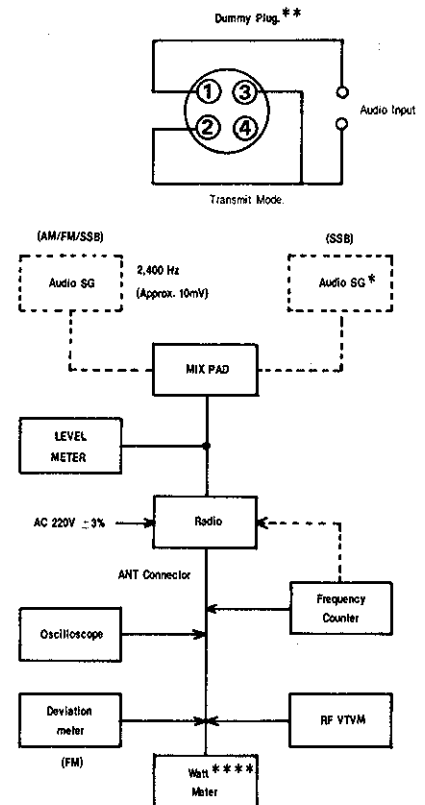 Dummy Plug.**
1 3
2 4
Audio Input
Transmit Mode.
(AM/FM/SSB)
(SSB)
Audio SG
2,400 Hz
(Approx. 10mV)
Audio SG*
MIX PAD
LEVEL
METER
AC 220V ±3%
Radio
ANT Connector
Frequency
Counter
Oscilloscope
Deviation
meter
(FM)
RF VTVM
Watt****
Meter